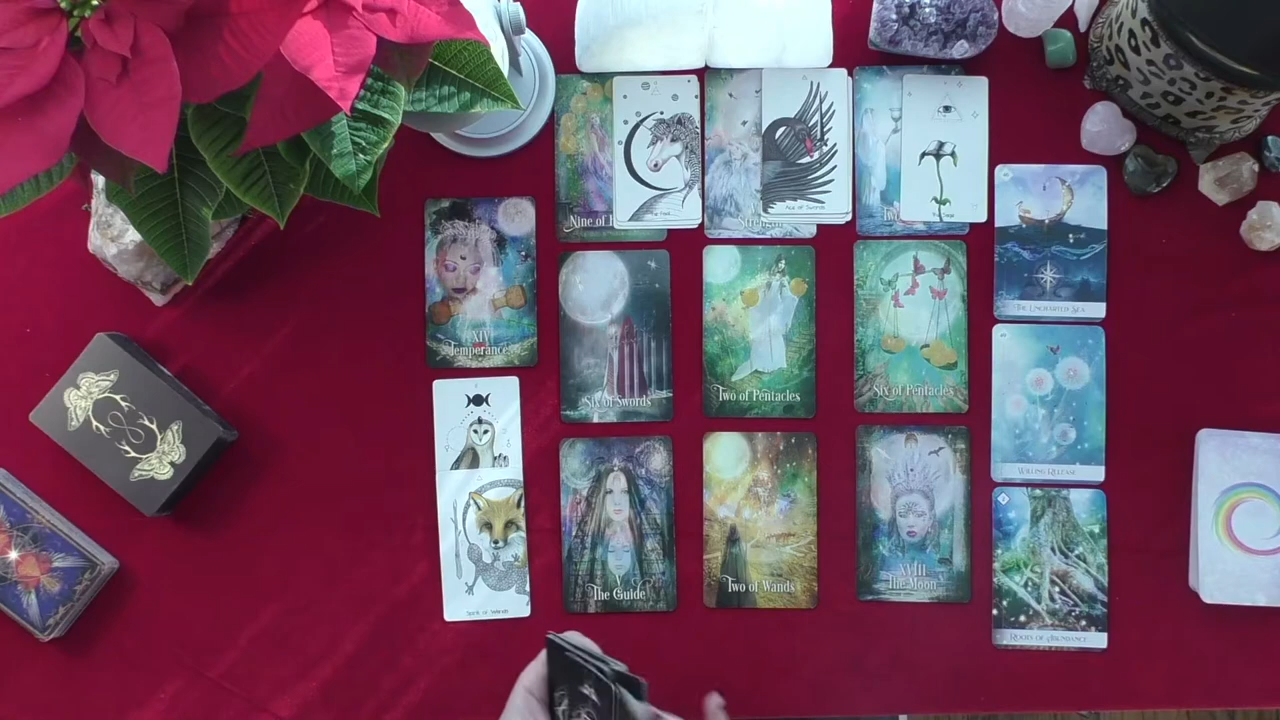 Nine of
The Fool
Strength
Ace of Swords
XIV
Temperance
Six of Swords
Two of Pentacles
Six of Pentacles
The Uncharted Sea
Willing Release
V
The Guide
Two of Wands
XVIII
The Moon
Roots of Abundance
of Wands